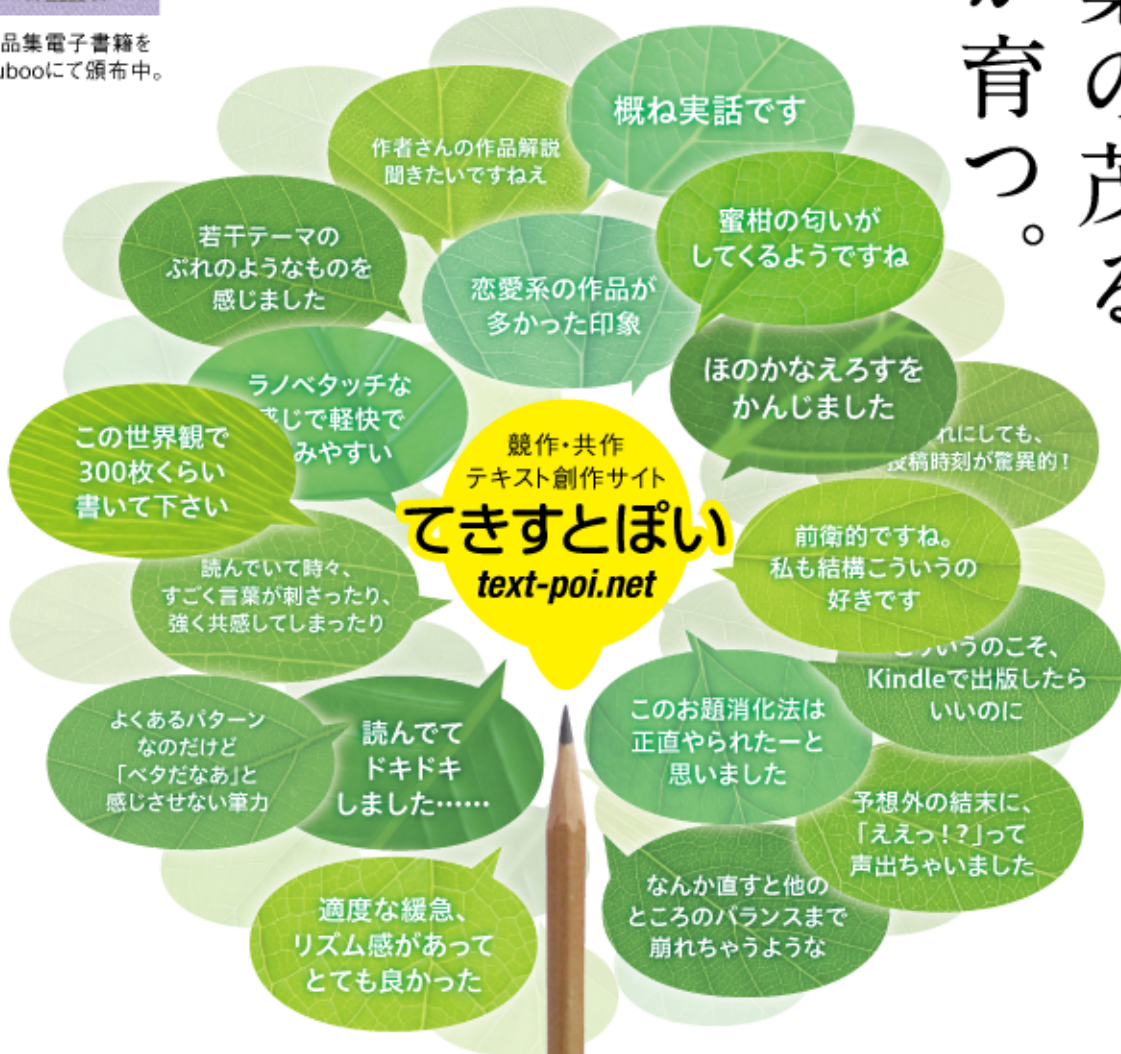 品集電子書籍を
ubooにて頒布中。
の茂る
育つ。
概ね実話です
作者さんの作品解説
聞きたいですねえ
蜜柑の匂いが
してくるようですね
若干テーマの
ぶれのようなものを
感じました
恋愛系の作品が
多かった印象
ほのかなえろすを
かんじました
ラノベタッチな
感じで軽快で
みやすい
この世界観で
300枚くらい
書いて下さい
れにしても、
投稿時刻が驚異的！
競作・共作
テキスト創作サイト
てきすとぽい
text-poi.net
前衛的ですね。
私も結構こういうの
好きです
読んでいて時々、
すごく言葉が刺さったり、
強く共感してしまったり
こういうのこそ、
Kindleで出版したら
いいのに
よくあるパターン
なのだけど
「ベタだなあ」と
感じさせない筆力
読んでて
ドキドキ
しました……
このお題消化法は
正直やられたーと
思いました
予想外の結末に、
「ええっ！？」って
声出ちゃいました
適度な緩急、
リズム感があって
とても良かった
なんか直すと他の
ところのバランスまで
崩れちゃうような